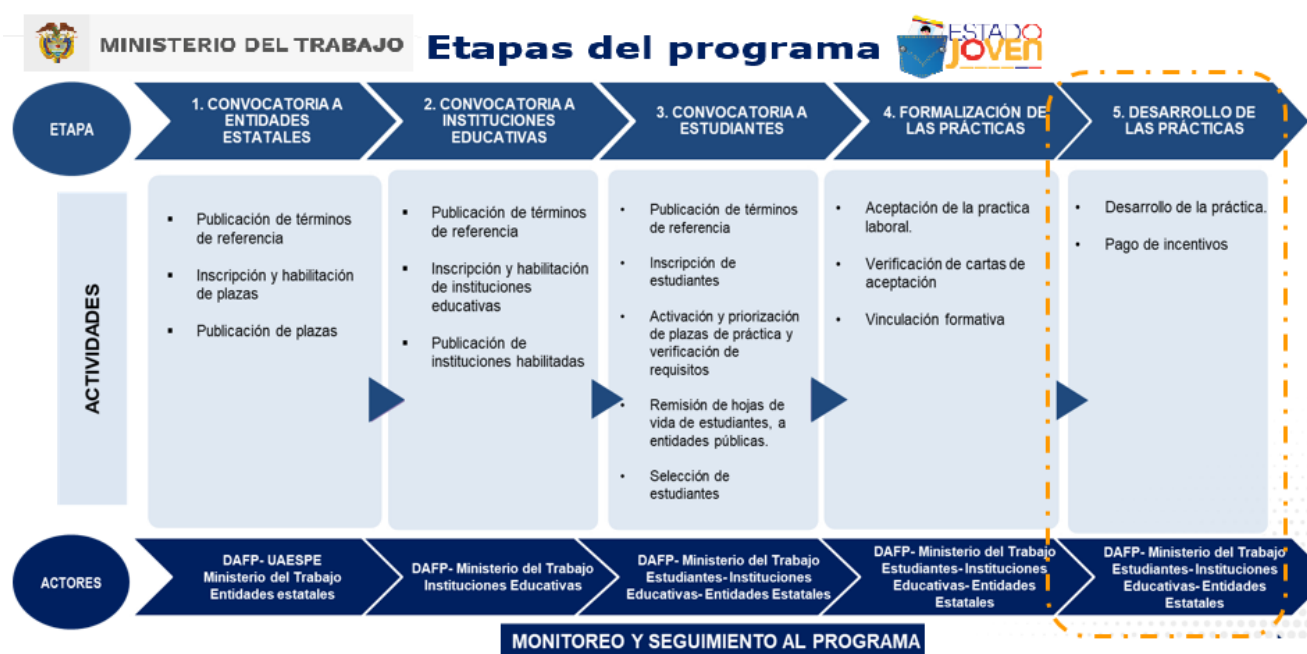 MINISTERIO DEL TRABAJO
Etapas del programa
ESTADO
JOVEN
ETAPA
1. CONVOCATORIA A
ENTIDADES
ESTATALES
2. CONVOCATORIA A
INSTITUCIONES
EDUCATIVAS
3. CONVOCATORIA A
ESTUDIANTES
4. FORMALIZACIÓN DE
LAS PRÁCTICAS
5. DESARROLLO DE
LAS PRÁCTICAS
ACTIVIDADES
▪ Publicación de términos
de referencia
▪ Inscripción y habilitación
de plazas
▪ Publicación de plazas
▪ Publicación de términos
de referencia
▪ Inscripción y habilitación
de instituciones
educativas
▪ Publicación de
instituciones habilitadas
• Publicación de términos
de referencia
• Inscripción de
estudiantes
• Activación y priorización
de plazas de práctica y
verificación de
requisitos
• Remisión de hojas de
vida de estudiantes, a
entidades públicas.
• Selección de
estudiantes
• Aceptación de la practica
laboral.
• Verificación de cartas de
aceptación
• Vinculación formativa
• Desarrollo de la práctica.
• Pago de incentivos
ACTORES
DAFP- UAESPE
Ministerio del Trabajo
Entidades estatales
DAFP- Ministerio del Trabajo
Instituciones Educativas
DAFP- Ministerio del Trabajo
Estudiantes- Instituciones
Educativas- Entidades Estatales
DAFP- Ministerio del Trabajo
Estudiantes- Instituciones
Educativas- Entidades
Estatales
DAFP- Ministerio del Trabajo
Estudiantes- Instituciones
Educativas- Entidades
Estatales
MONITOREO Y SEGUIMIENTO AL PROGRAMA